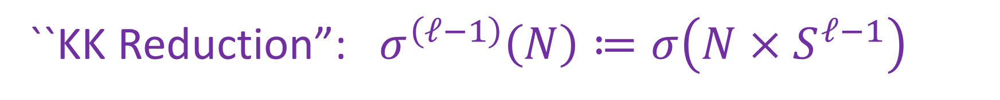 ``KK Reduction”: σ^(ℓ−1)(N) := σ(N × S^ℓ−1)